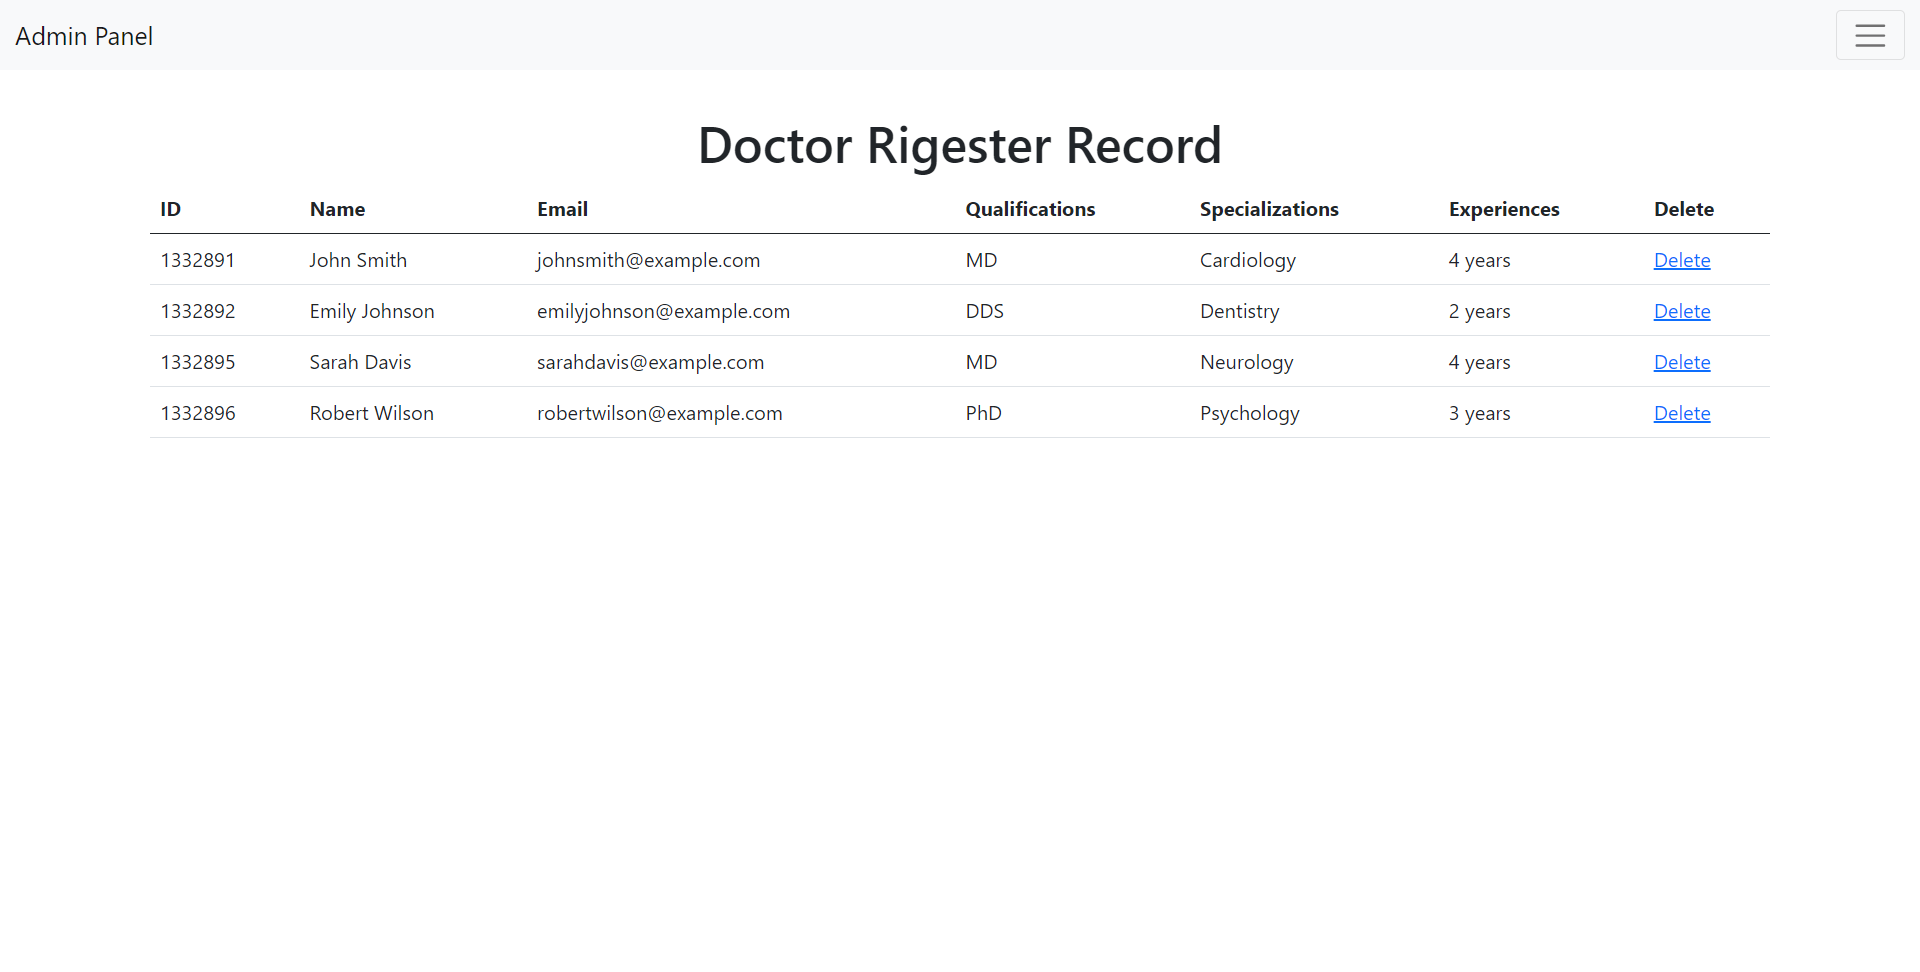 Admin Panel
Doctor Rigester Record
ID Name Email Qualifications Specializations Experiences Delete
1332891 John Smith johnsmith@example.com MD Cardiology 4 years Delete
1332892 Emily Johnson emilyjohnson@example.com DDS Dentistry 2 years Delete
1332895 Sarah Davis sarahdavis@example.com MD Neurology 4 years Delete
1332896 Robert Wilson robertwilson@example.com PhD Psychology 3 years Delete